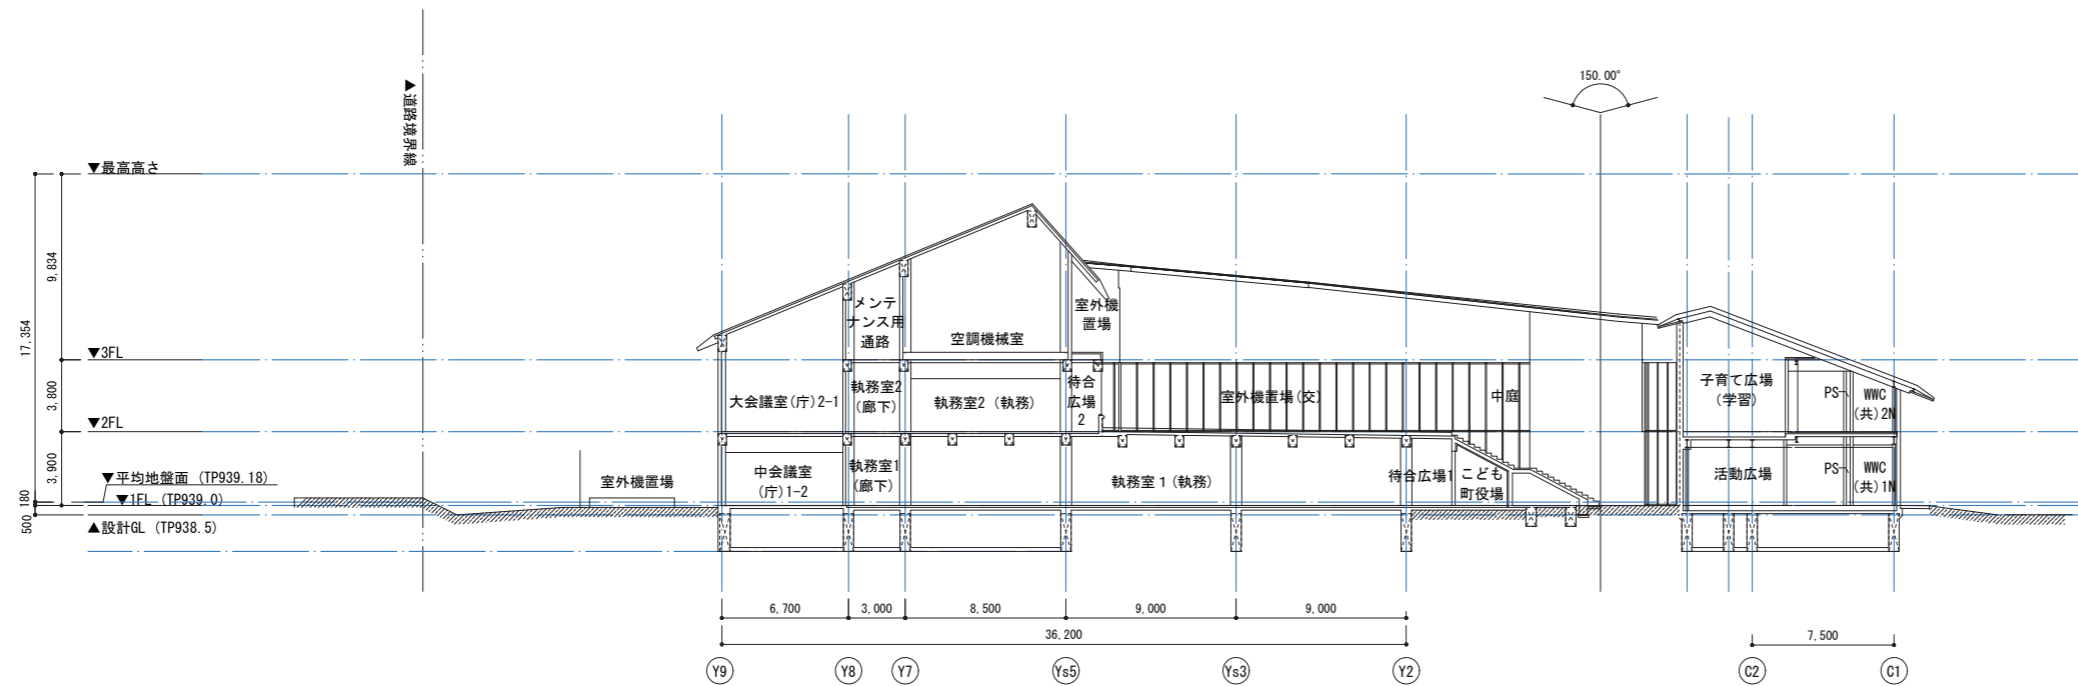 150.00°
▲道路境界線
▼最高高さ
9,834
17,354
3,800
3,900
180
500
▼3FL
▼2FL
▼平均地盤面 (TP939.18)
▼1FL (TP939.0)
▲設計GL (TP938.5)
メンテ
ナンス用
通路
空調機械室
室外機
置場
大会議室(庁)2-1
執務室2
(廊下)
執務室2 (執務)
待合
広場
2
室外機置場(交)
中庭
子育て広場
(学習)
PS
WWC
(共)2N
室外機置場
中会議室
(庁)1-2
執務室1
(廊下)
執務室１(執務)
待合広場1
こども
町役場
活動広場
PS
WWC
(共)1N
6,700
3,000
8,500
9,000
9,000
36,200
7,500
Y9
Y8
Y7
Ys5
Ys3
Y2
C2
C1